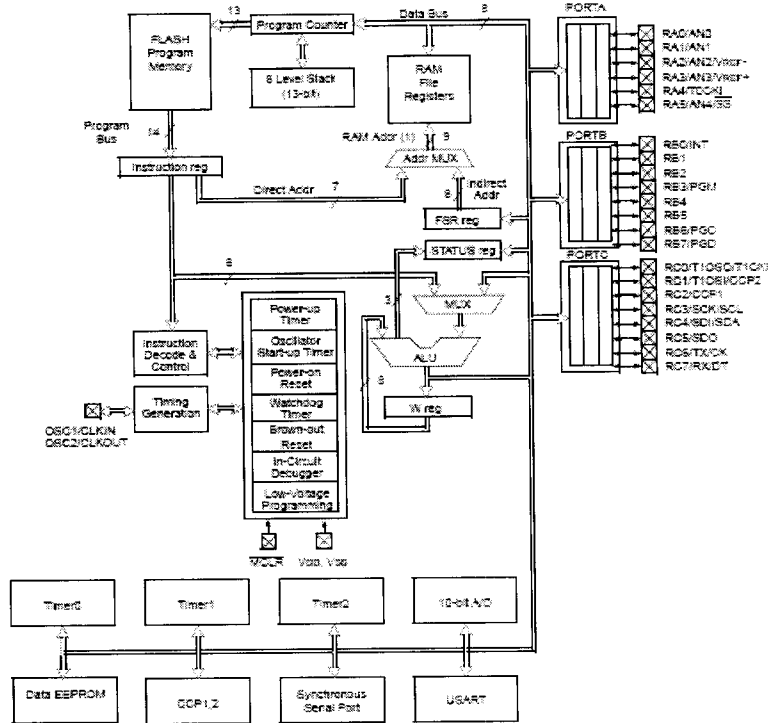 13
Program Counter
Data Bus
8
PORTA
FLASH
Program
Memory
8 Level Stack
(13-bit)
RAM
File
Registers
RA0/AN0
RA1/AN1
RA2/AN2/VREF-
RA3/AN3/VREF+
RA4/T0CKI
RA5/AN4/SS
Program
Bus
14
RAM Addr (1)
9
PORTB
Addr MUX
RB0/INT
RB1
RB2
RB3/PGM
RB4
RB5
RB6/PGC
RB7/PGD
Instruction reg
Direct Addr
7
8
Indirect
Addr
FSR reg
STATUS reg
PORTC
8
3
MUX
RC0/T1OSO/T1CKI
RC1/T1OSI/CCP2
RC2/CCP1
RC3/SCK/SCL
RC4/SDI/SDA
RC5/SDO
RC6/TX/CK
RC7/RX/DT
Power-up
Timer
Instruction
Decode &
Control
Oscillator
Start-up Timer
ALU
Power-on
Reset
8
Timing
Generation
Watchdog
Timer
W reg
OSC1/CLKIN
OSC2/CLKOUT
Brown-out
Reset
In-Circuit
Debugger
Low-Voltage
Programming
MCLR
VDD, VSS
Timer0
Timer1
Timer2
10-bit A/D
Data EEPROM
CCP1,2
Synchronous
Serial Port
USART